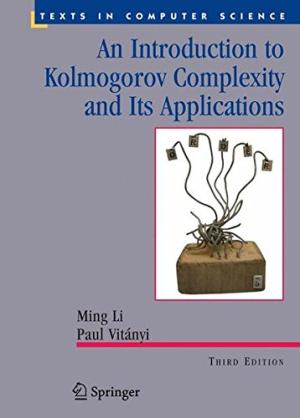 TEXTS IN COMPUTER SCIENCE
An Introduction to
Kolmogorov Complexity
and Its Applications
O R D E R
Ming Li
Paul Vitányi
THIRD EDITION
Springer